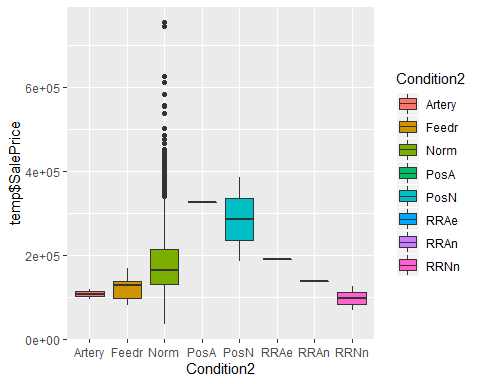 temp$SalePrice
6e+05
4e+05
2e+05
0e+00
Artery Feedr Norm PosA PosN RRAe RRAn RRNn
Condition2
Condition2
Artery
Feedr
Norm
PosA
PosN
RRAe
RRAn
RRNn